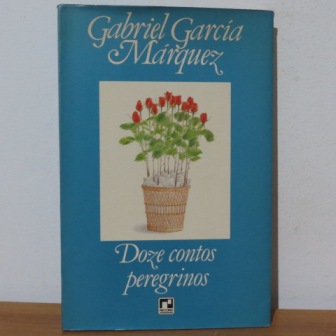 Gabriel García
Márquez
Doze contos
peregrinos